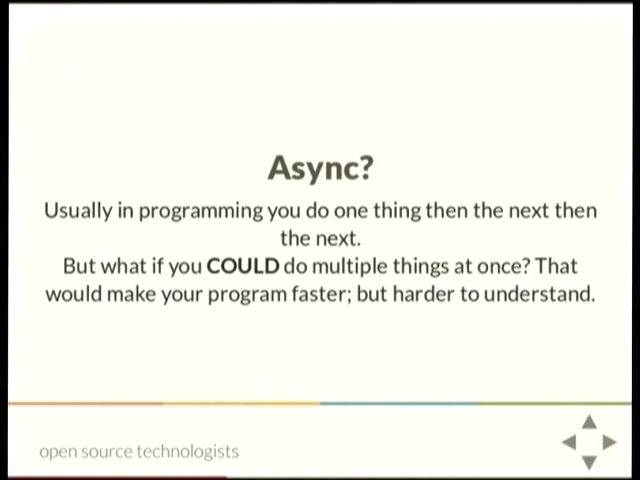 Async?
Usually in programming you do one thing then the next then
the next.
But what if you COULD do multiple things at once? That
would make your program faster; but harder to understand.
open source technologists